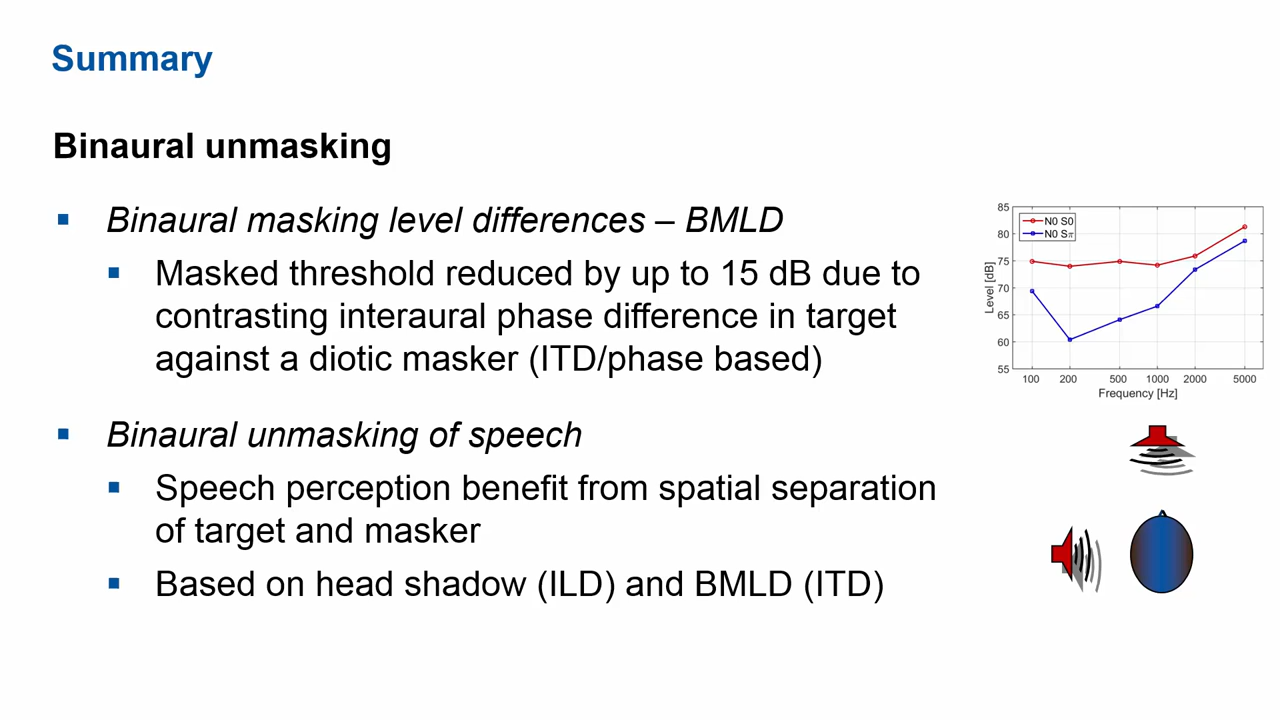 Summary
Binaural unmasking
Binaural masking level differences – BMLD
Masked threshold reduced by up to 15 dB due to
contrasting interaural phase difference in target
against a diotic masker (ITD/phase based)
Binaural unmasking of speech
Speech perception benefit from spatial separation
of target and masker
Based on head shadow (ILD) and BMLD (ITD)
N0 S0
N0 Sπ
Level [dB]
85
80
75
70
65
60
55
100 200 500 1000 2000 5000
Frequency [Hz]